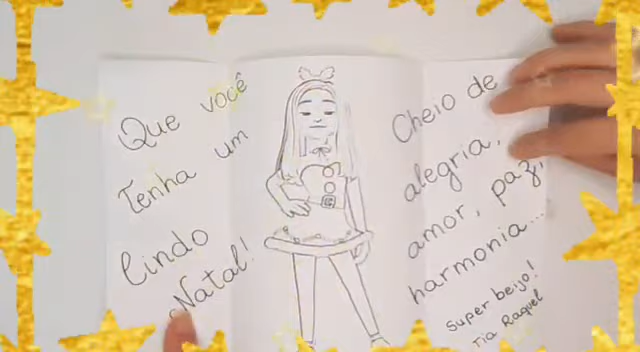 Que você
Tenha um
lindo
Natal!
Cheio de
alegria,
amor, paz,
harmonia...
super beijo!
Tia Raquel